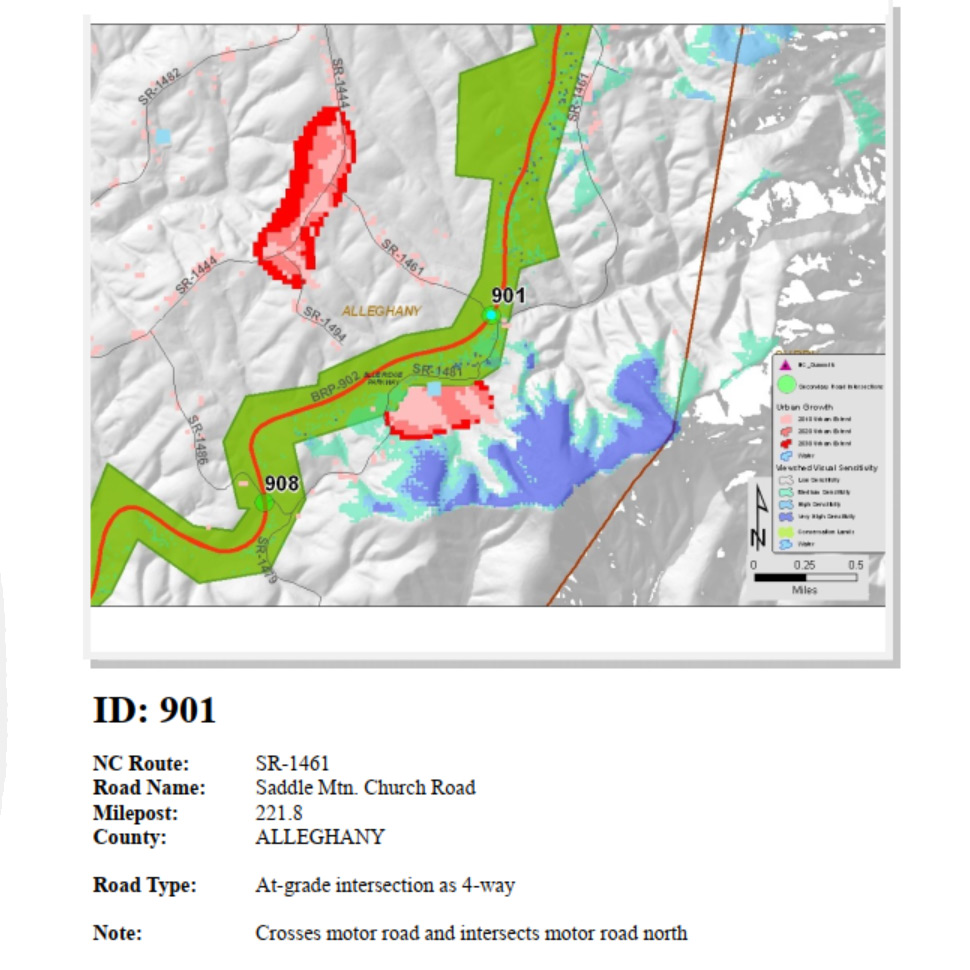 SR-1482
SR-1444
SR-1461
SR-1444
SR-1461
901
SR-1494
ALLEGHANY
BRP-902
BLUE RIDGE
PARKWAY
SR-1481
SR-1486
908
SR-1479
Secondary Road Intersections
Urban Growth
2010 Urban Extent
2020 Urban Extent
2030 Urban Extent
Water
Viewshed Visual Sensitivity
Low Sensitivity
Medium Sensitivity
High Sensitivity
Very High Sensitivity
Conservation Lands
Water
N
0 0.25 0.5
Miles
ID: 901
NC Route: SR-1461
Road Name: Saddle Mtn. Church Road
Milepost: 221.8
County: ALLEGHANY
Road Type: At-grade intersection as 4-way
Note: Crosses motor road and intersects motor road north